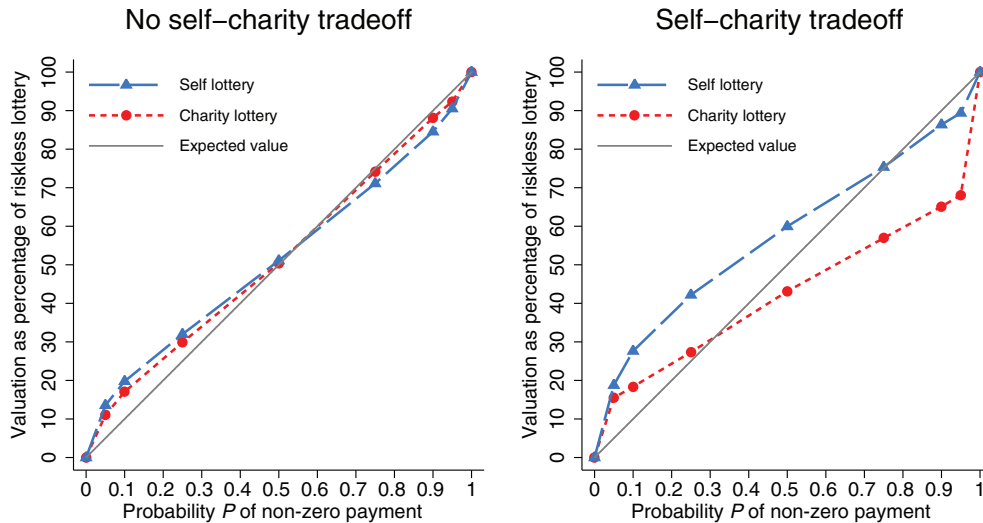 No self−charity tradeoff
Valuation as percentage of riskless lottery
100
90
80
70
60
50
40
30
20
10
0
Self lottery
Charity lottery
Expected value
0 0.1 0.2 0.3 0.4 0.5 0.6 0.7 0.8 0.9 1
Probability P of non-zero payment
Self−charity tradeoff
Valuation as percentage of riskless lottery
100
90
80
70
60
50
40
30
20
10
0
Self lottery
Charity lottery
Expected value
0 0.1 0.2 0.3 0.4 0.5 0.6 0.7 0.8 0.9 1
Probability P of non-zero payment